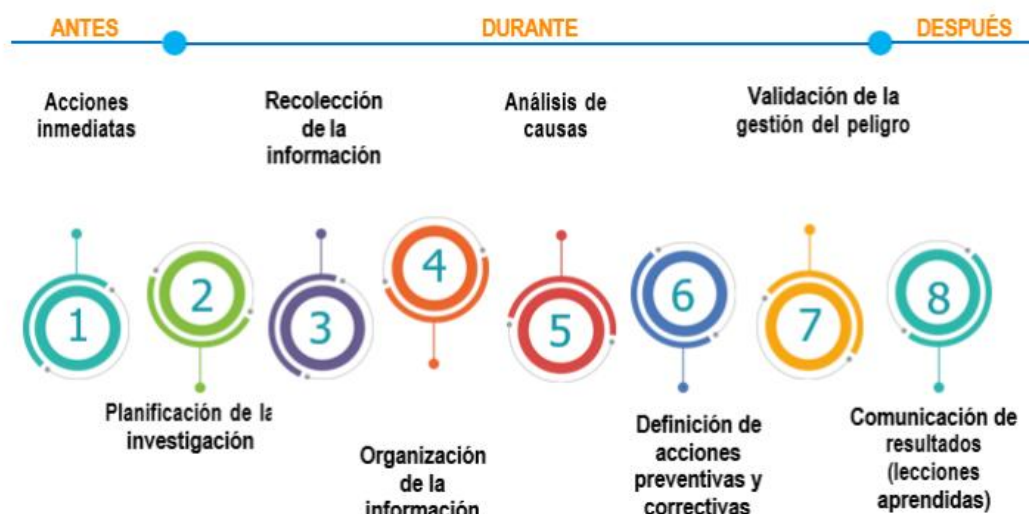 ANTES
DURANTE
DESPUÉS
Acciones
inmediatas
Recolección
de la
información
Análisis de
causas
Validación de la
gestión del peligro
1
2
3
4
5
6
7
8
Planificación de la
investigación
Organización
de la
información
Definición de
acciones
preventivas y
correctivas
Comunicación de
resultados
(lecciones
aprendidas)